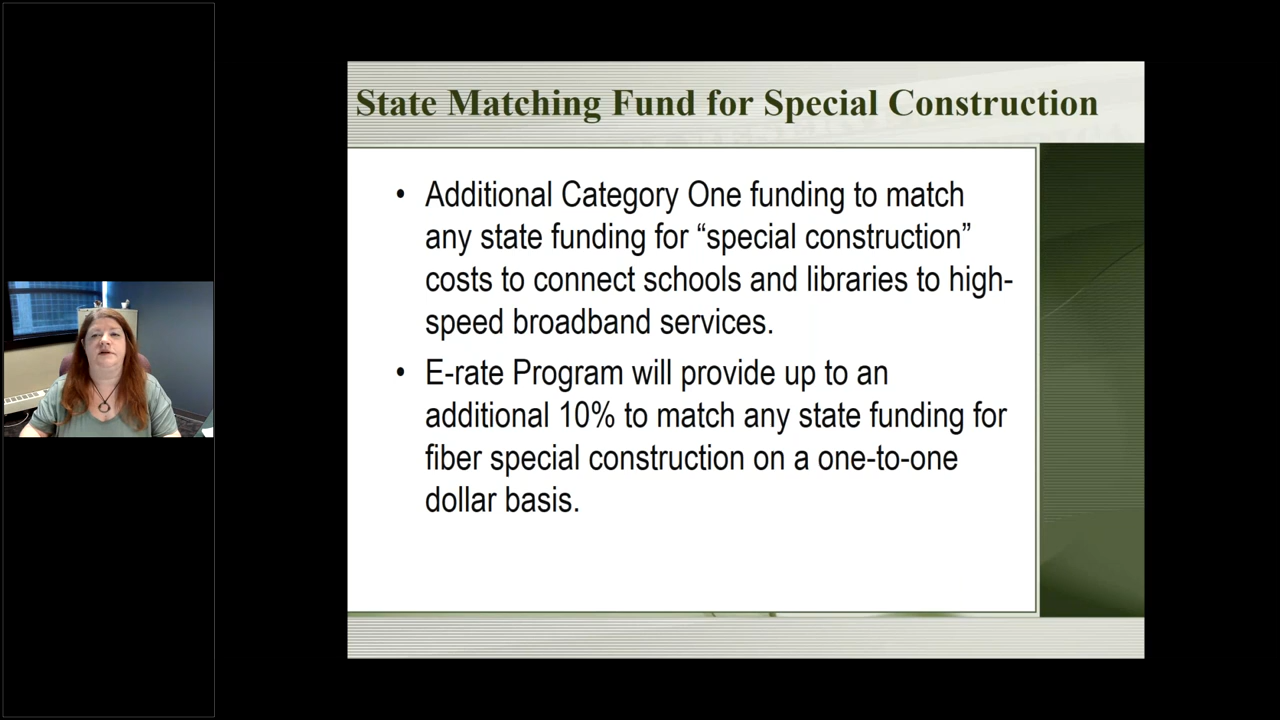 State Matching Fund for Special Construction
• Additional Category One funding to match
any state funding for “special construction”
costs to connect schools and libraries to high-
speed broadband services.
• E-rate Program will provide up to an
additional 10% to match any state funding for
fiber special construction on a one-to-one
dollar basis.